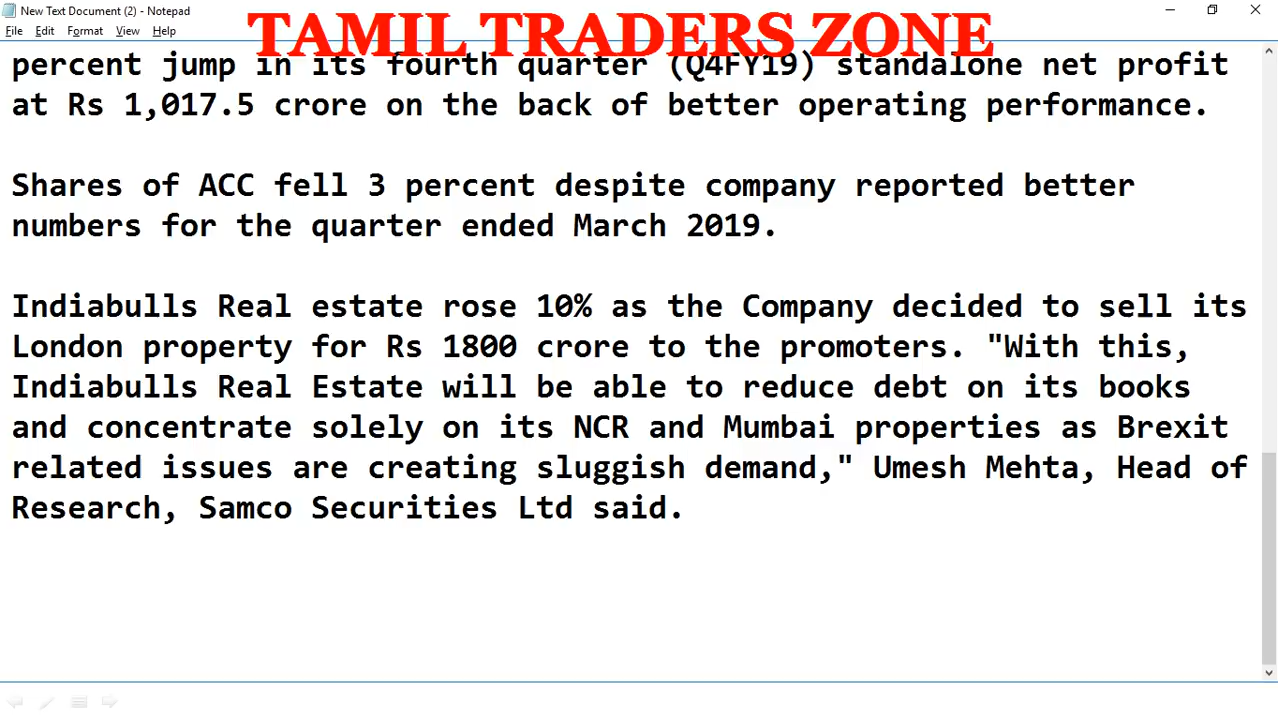 New Text Document (2) - Notepad
File Edit Format View Help
TAMIL TRADERS ZONE
percent jump in its fourth quarter (Q4FY19) standalone net profit
at Rs 1,017.5 crore on the back of better operating performance.
Shares of ACC fell 3 percent despite company reported better
numbers for the quarter ended March 2019.
Indiabulls Real estate rose 10% as the Company decided to sell its
London property for Rs 1800 crore to the promoters. "With this,
Indiabulls Real Estate will be able to reduce debt on its books
and concentrate solely on its NCR and Mumbai properties as Brexit
related issues are creating sluggish demand," Umesh Mehta, Head of
Research, Samco Securities Ltd said.